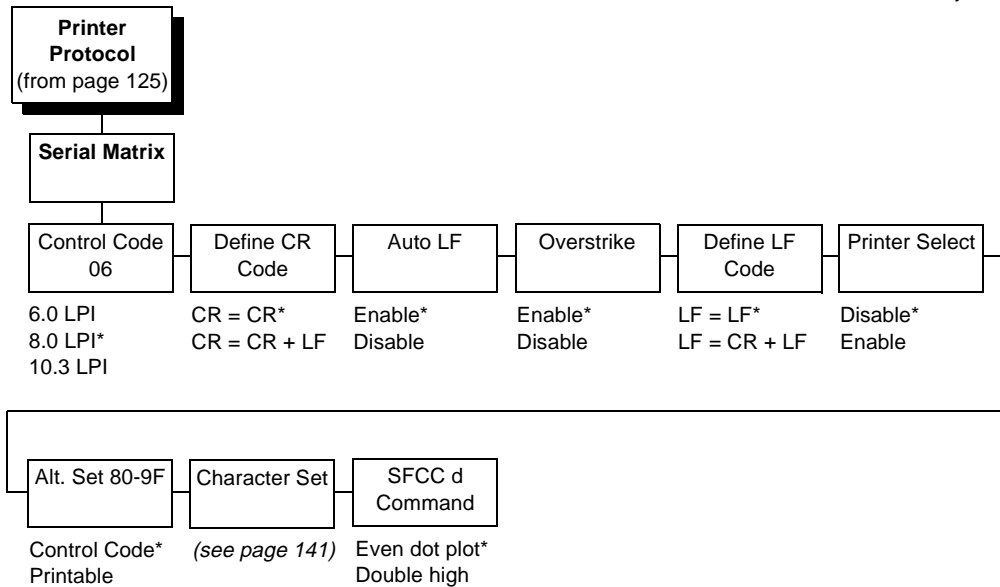 Printer
Protocol
(from page 125)
Serial Matrix
Control Code
06
Define CR
Code
Auto LF
Overstrike
Define LF
Code
Printer Select
6.0 LPI
8.0 LPI*
10.3 LPI
CR = CR*
CR = CR + LF
Enable*
Disable
Enable*
Disable
LF = LF*
LF = CR + LF
Disable*
Enable
Alt. Set 80-9F
Character Set
SFCC d
Command
Control Code*
Printable
(see page 141)
Even dot plot*
Double high